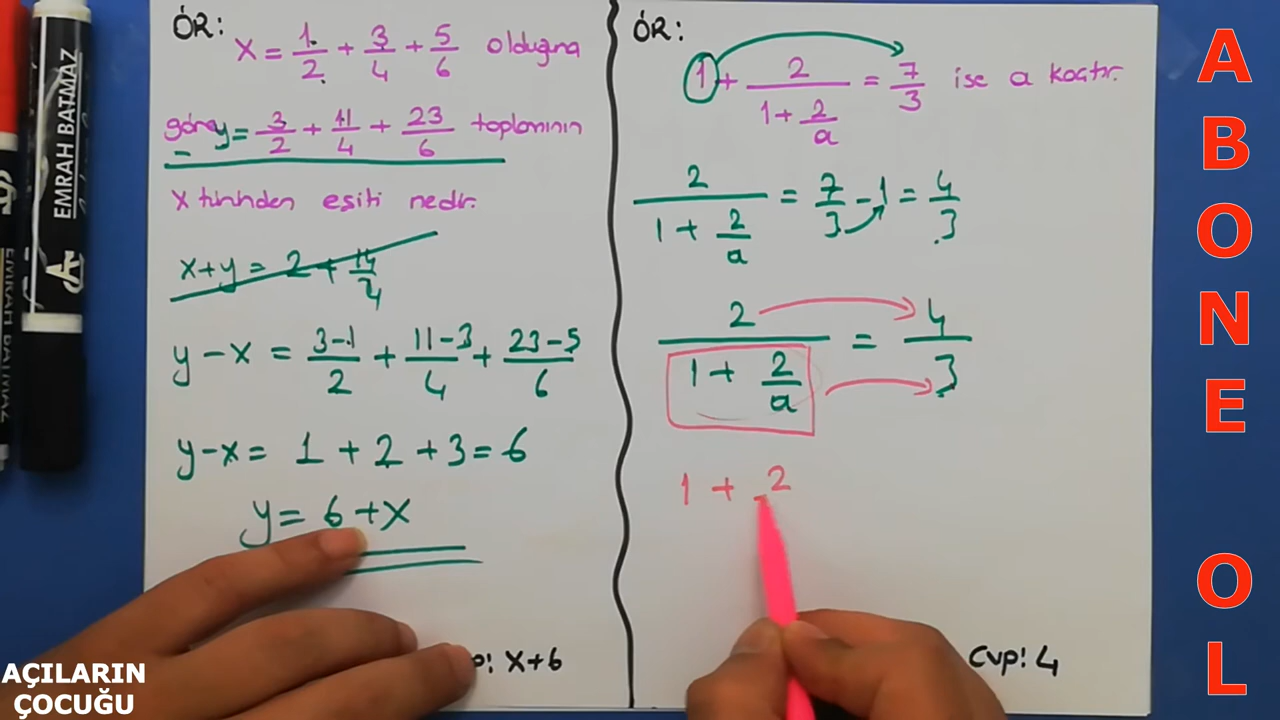 ÖR:
x = 1/2 + 3/4 + 5/6 olduğuna
göre y = 3/2 + 11/4 + 23/6 toplamının
x türünden eşiti nedir.
x+y = 2 + 14/4
y - x = 3-1/2 + 11-3/4 + 23-5/6
y-x = 1 + 2 + 3 = 6
y = 6 + x
p: x+6
ÖR:
1 + 2/(1 + 2/a) = 7/3 ise a kaçtır.
2/(1 + 2/a) = 7/3 - 1 = 4/3
2/(1 + 2/a) = 4/3
1 + 2
Cvp: 4
EMRAH BATMAZ
A
B
O
N
E
O
L
AÇILARIN
ÇOCUĞU